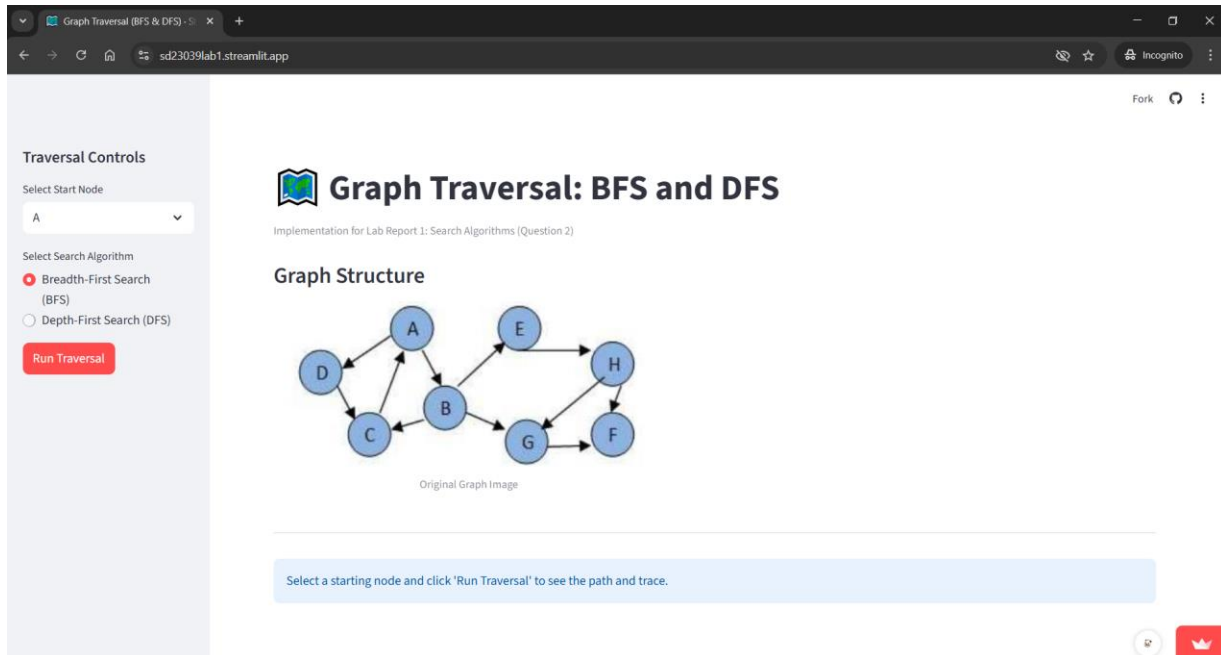 Graph Traversal (BFS & DFS) - St
sd23039lab1.streamlit.app
Incognito
Fork
Traversal Controls
Select Start Node
A
Select Search Algorithm
Breadth-First Search
(BFS)
Depth-First Search (DFS)
Run Traversal
Graph Traversal: BFS and DFS
Implementation for Lab Report 1: Search Algorithms (Question 2)
Graph Structure
A
E
D
H
B
C
G
F
Original Graph Image
Select a starting node and click 'Run Traversal' to see the path and trace.